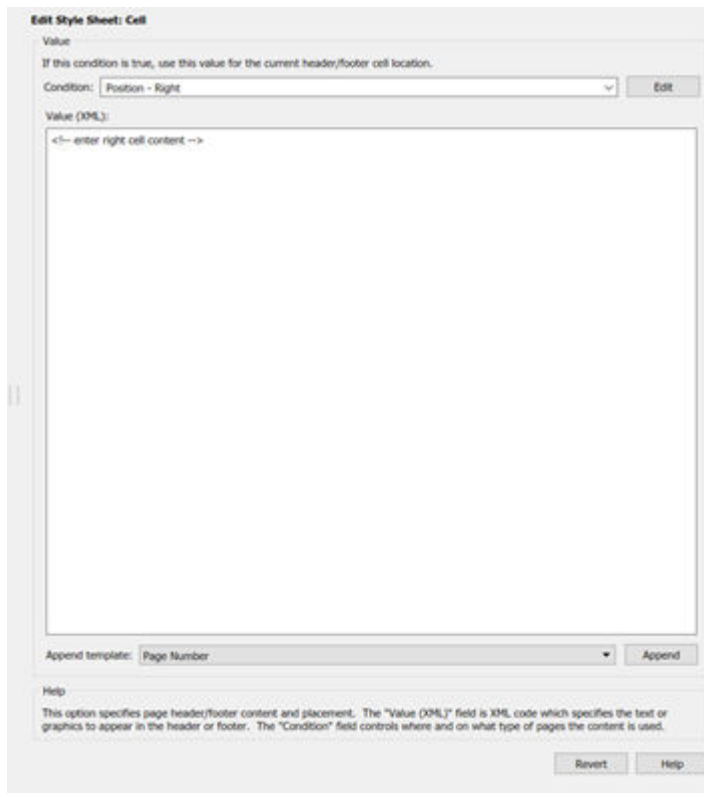 Edit Style Sheet: Cell
Value
If this condition is true, use this value for the current header/footer cell location.
Condition: Position - Right Edit
Value (XML):
<!-- enter right cell content -->
Append template: Page Number Append
Help
This option specifies page header/footer content and placement. The "Value (XML)" field is XML code which specifies the text or
graphics to appear in the header or footer. The "Condition" field controls where and on what type of pages the content is used.
Revert Help